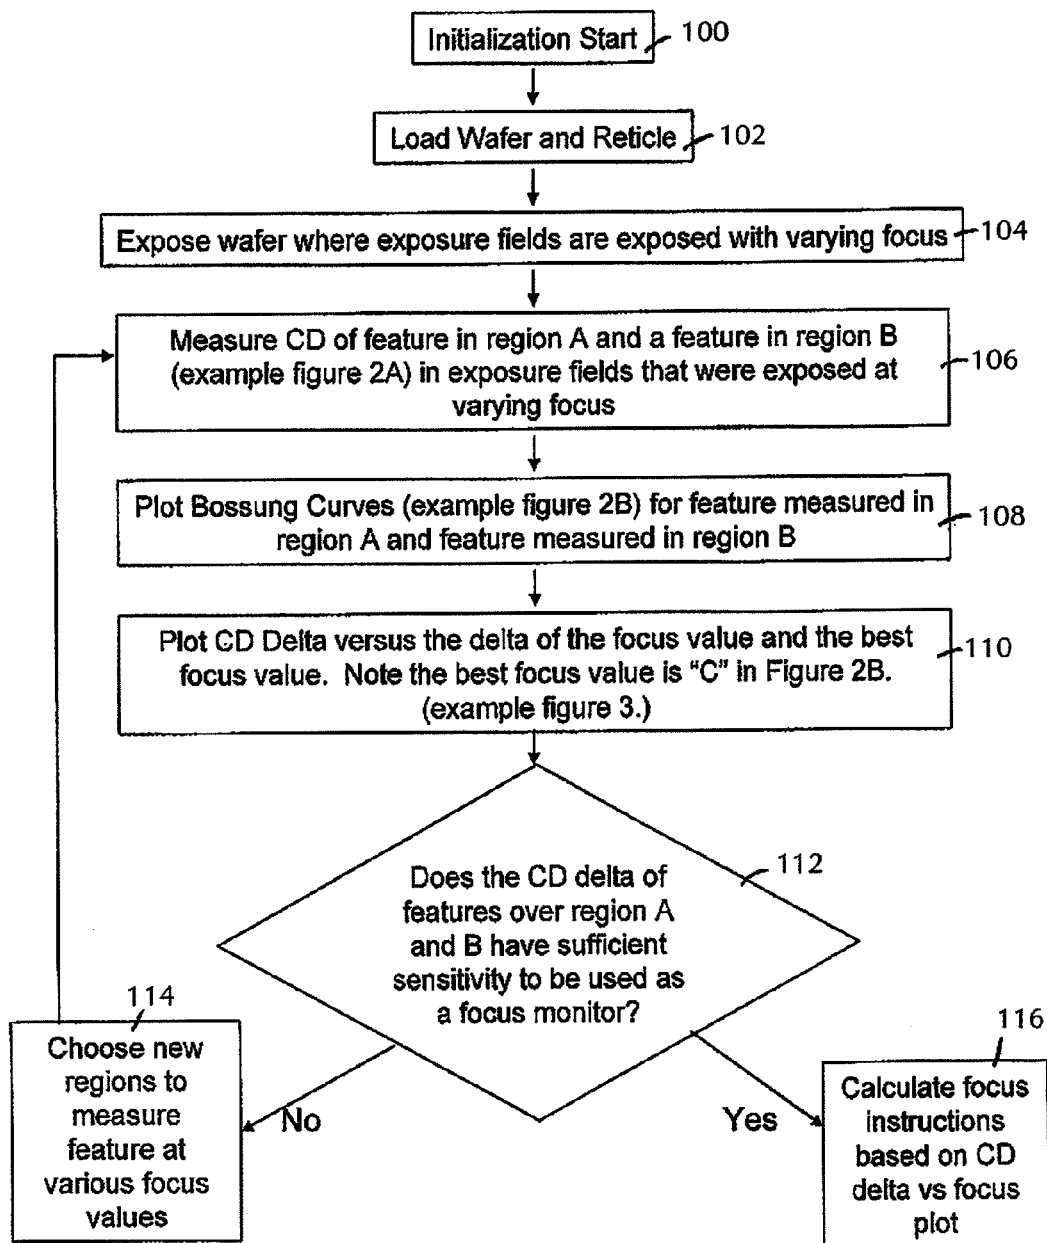 Initialization Start
100
Load Wafer and Reticle
102
Expose wafer where exposure fields are exposed with varying focus
104
Measure CD of feature in region A and a feature in region B
(example figure 2A) in exposure fields that were exposed at
varying focus
106
Plot Bossung Curves (example figure 2B) for feature measured in
region A and feature measured in region B
108
Plot CD Delta versus the delta of the focus value and the best
focus value. Note the best focus value is "C" in Figure 2B.
(example figure 3.)
110
Does the CD delta of
features over region A
and B have sufficient
sensitivity to be used as
a focus monitor?
112
114
Choose new
regions to
measure
feature at
various focus
values
No
Yes
116
Calculate focus
instructions
based on CD
delta vs focus
plot